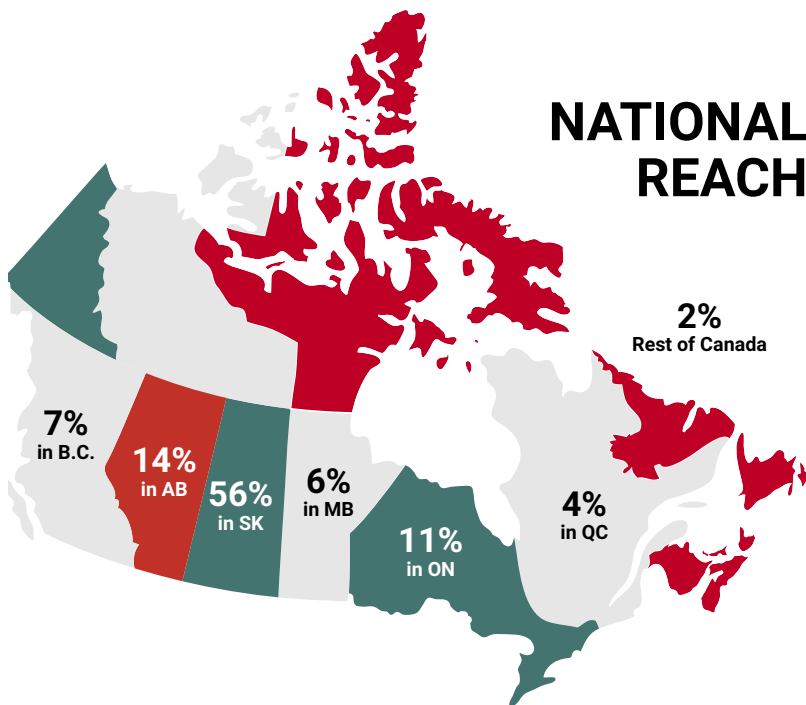 NATIONAL
REACH
2%
Rest of Canada
7%
in B.C.
14%
in AB
56%
in SK
6%
in MB
11%
in ON
4%
in QC